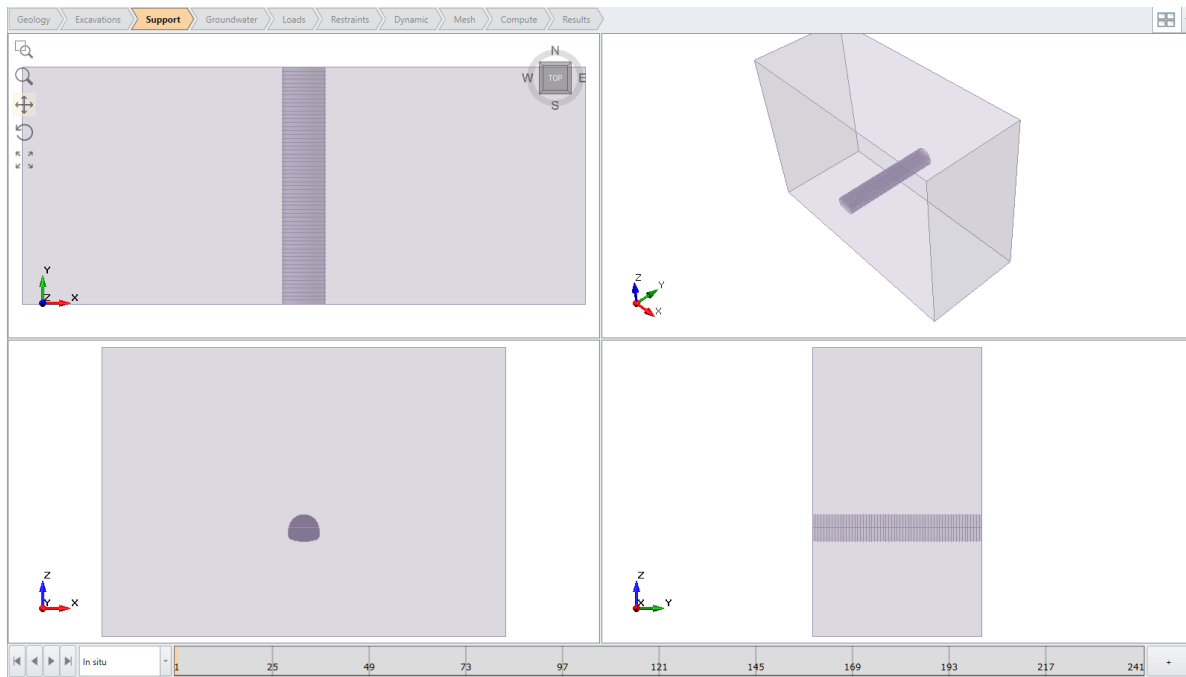 Geology Excavations Support Groundwater Loads Restraints Dynamic Mesh Compute Results
N
W TOP E
S
Y
Z X
Z
Y
X
Z
Y X
Z
X Y
In situ 1 25 49 73 97 121 145 169 193 217 241 +